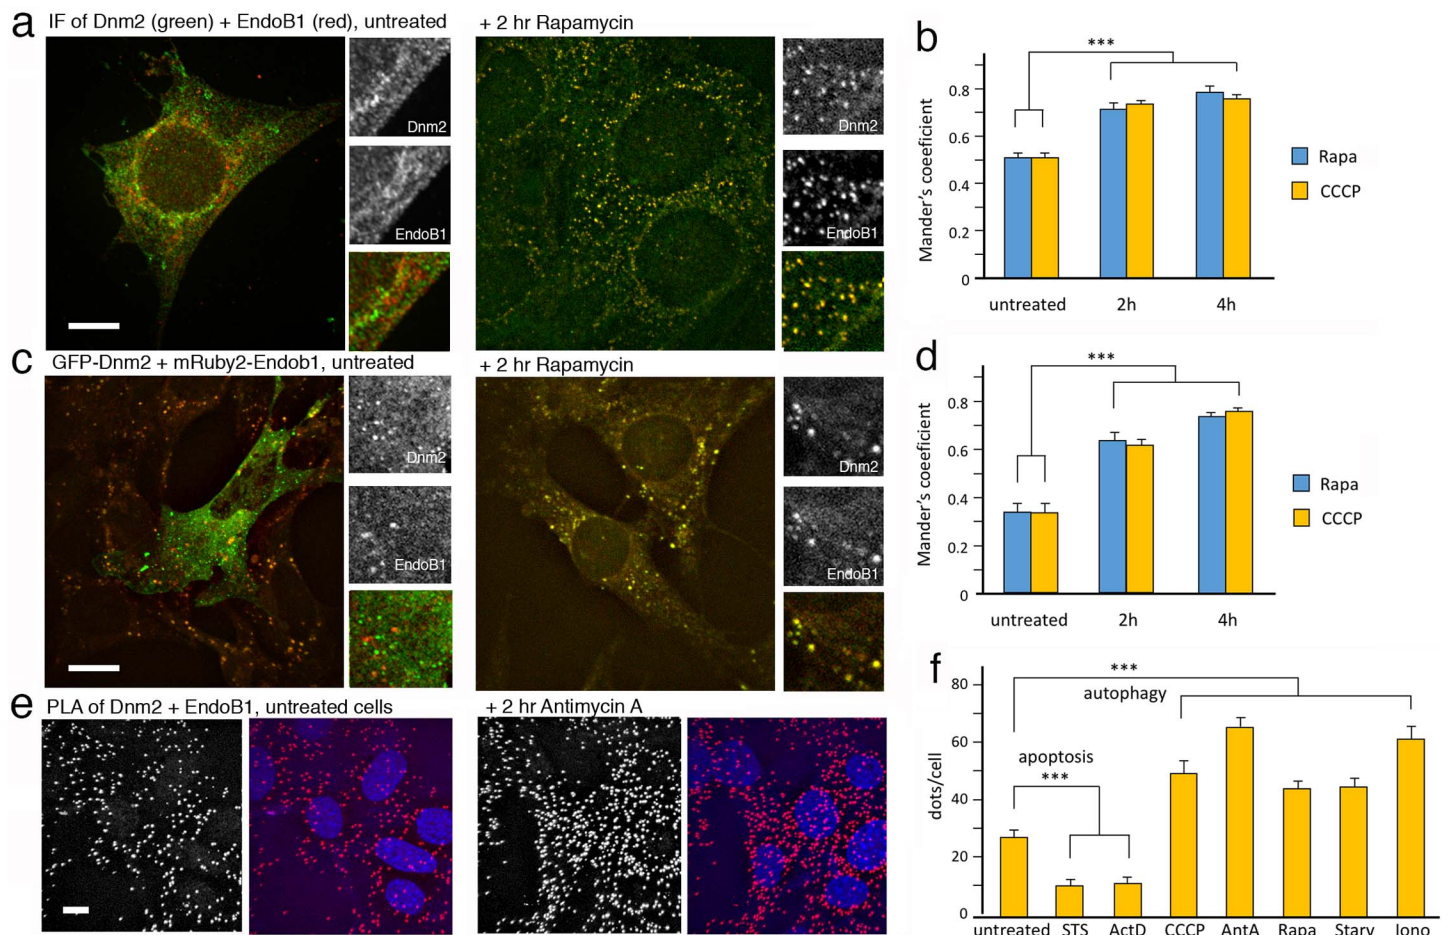 a
IF of Dnm2 (green) + EndoB1 (red), untreated
+ 2 hr Rapamycin
Dnm2
EndoB1
Dnm2
EndoB1
b
***
Mander's coeeficient
0.8
0.6
0.4
0.2
0
untreated
2h
4h
Rapa
CCCP
c
GFP-Dnm2 + mRuby2-Endob1, untreated
+ 2 hr Rapamycin
Dnm2
EndoB1
Dnm2
EndoB1
d
***
Mander's coeeficient
0.8
0.6
0.4
0.2
0
untreated
2h
4h
Rapa
CCCP
e
PLA of Dnm2 + EndoB1, untreated cells
+ 2 hr Antimycin A
f
***
autophagy
apoptosis
***
dots/cell
80
60
40
20
0
untreated STS ActD CCCP AntA Rapa Starv Iono